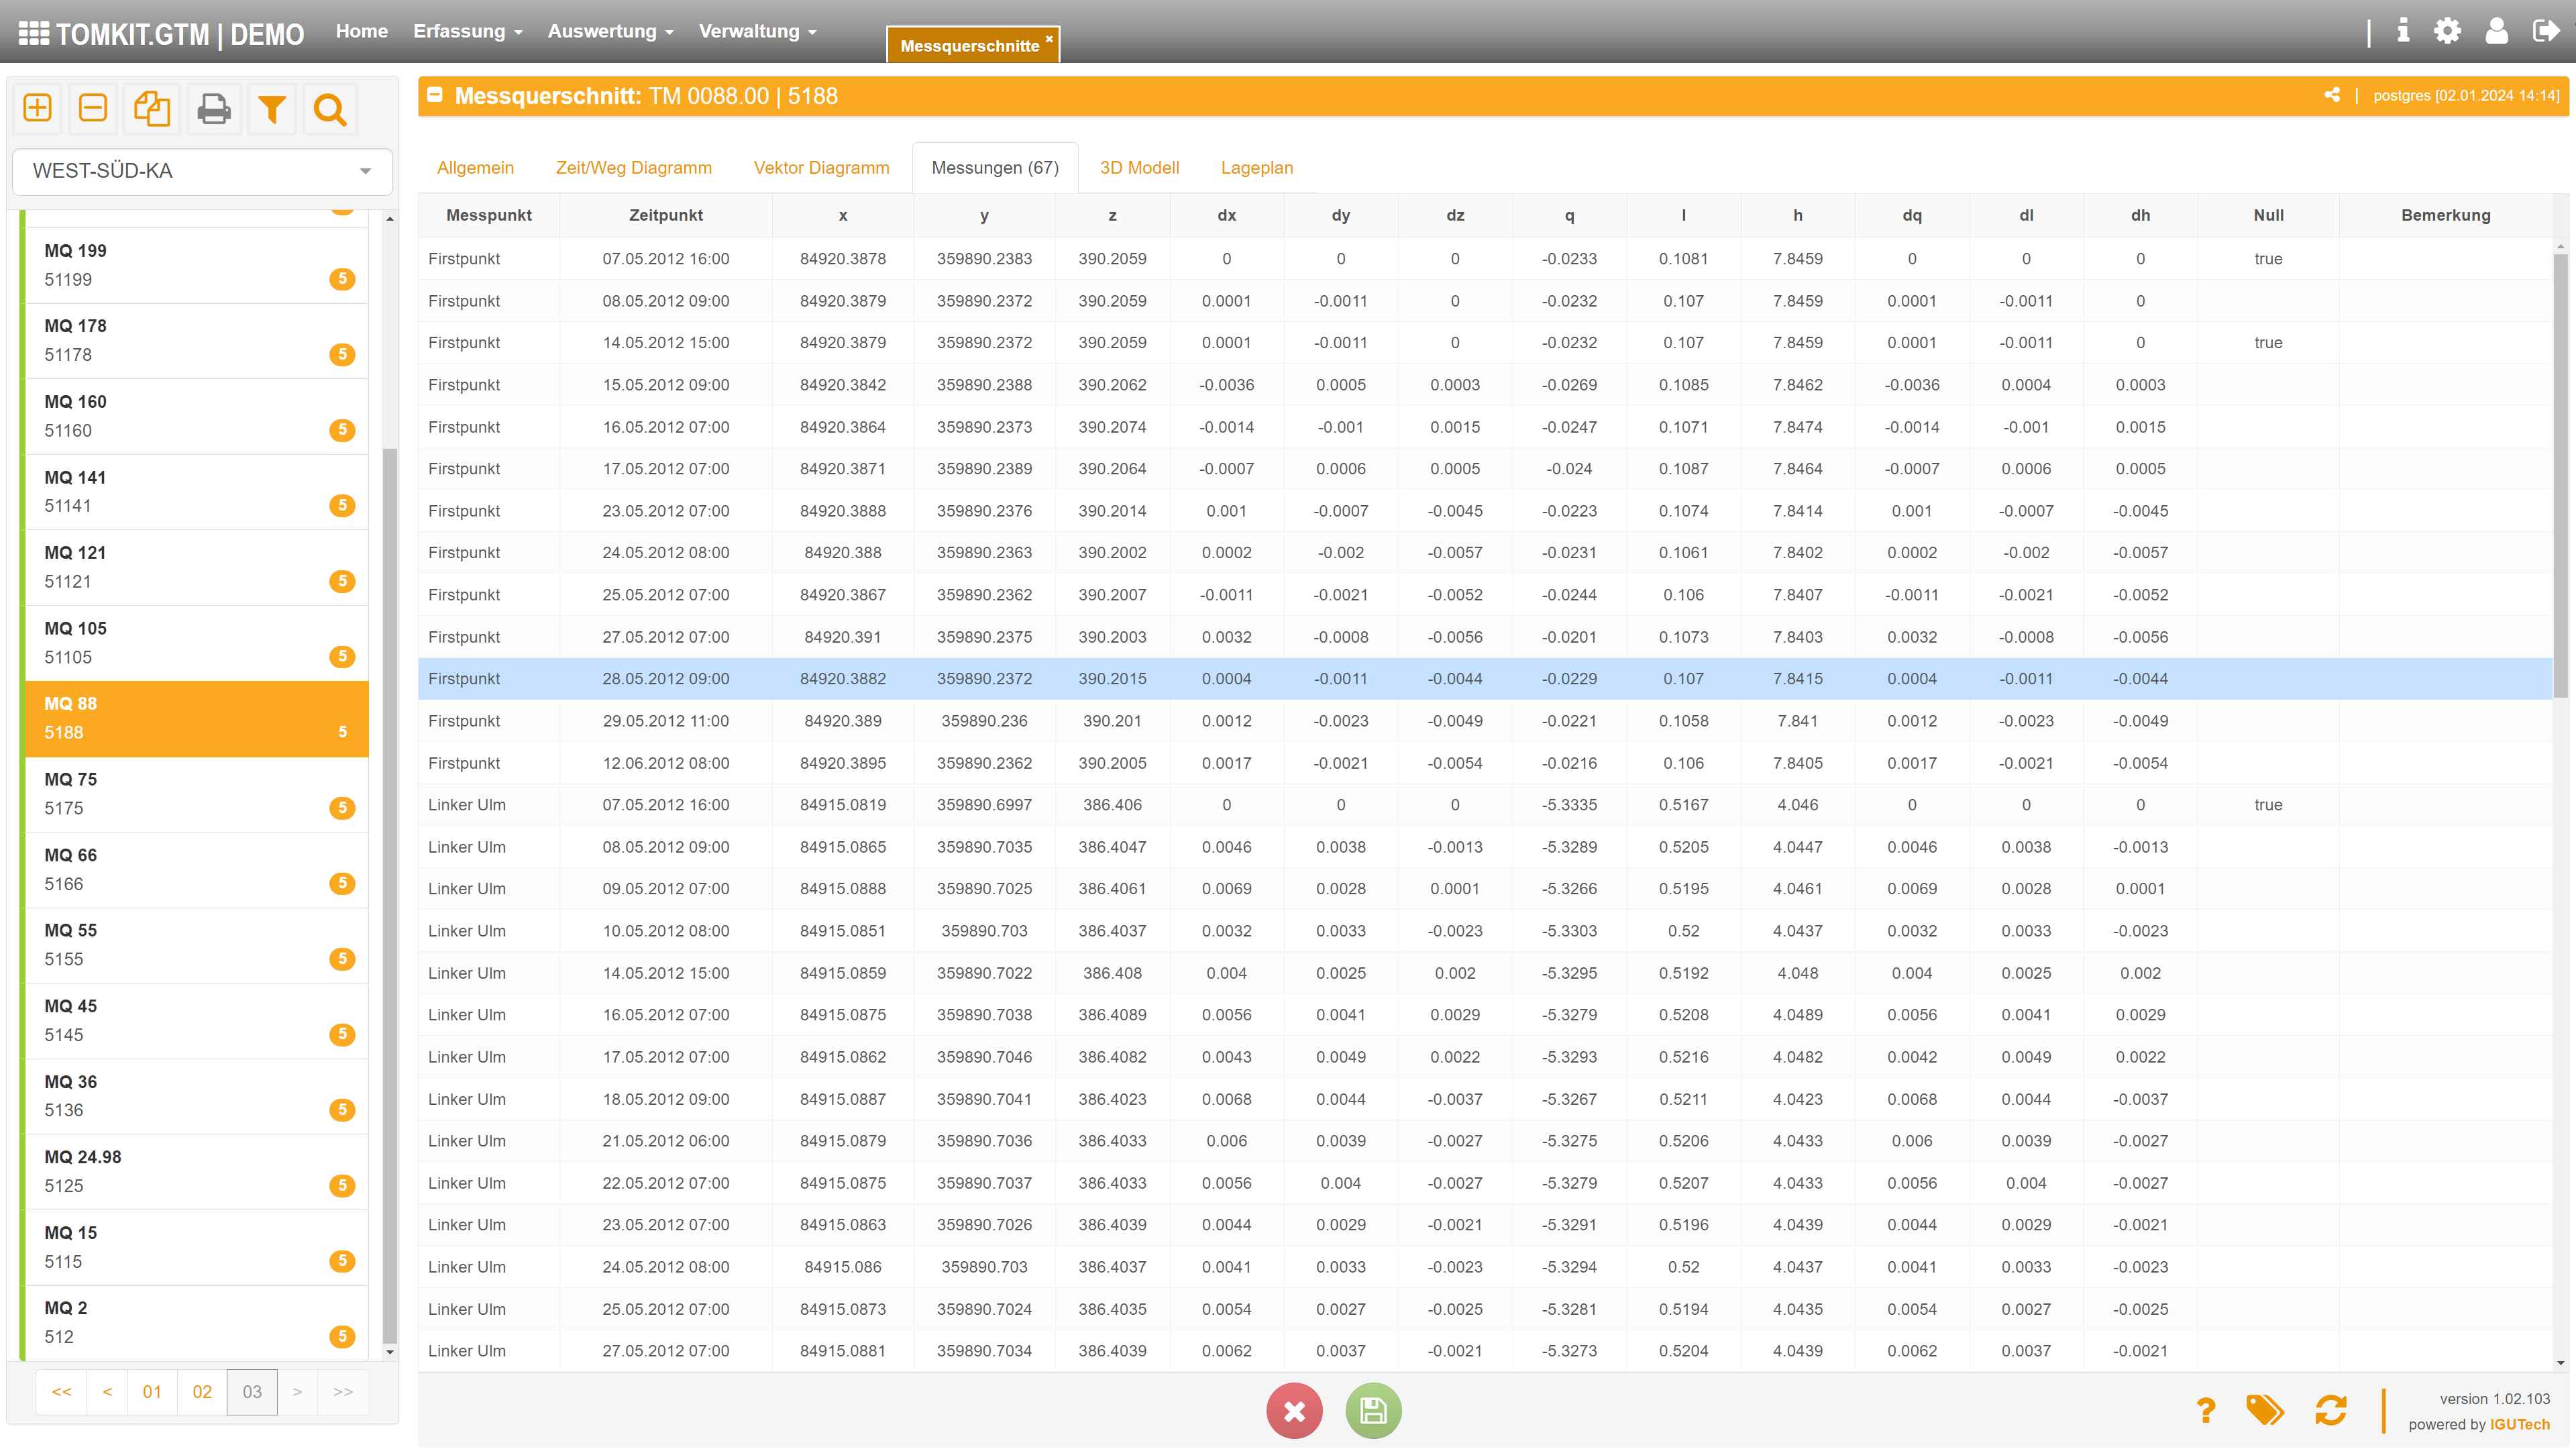 TOMKIT.GTM | DEMO Home Erfassung Auswertung Verwaltung Messquerschnitte
WEST-SÜD-KA
MQ 199
51199 5
MQ 178
51178 5
MQ 160
51160 5
MQ 141
51141 5
MQ 121
51121 5
MQ 105
51105 5
MQ 88
5188 5
MQ 75
5175 5
MQ 66
5166 5
MQ 55
5155 5
MQ 45
5145 5
MQ 36
5136 5
MQ 24.98
5125 5
MQ 15
5115 5
MQ 2
512 5
<< < 01 02 03 > >>
Messquerschnitt: TM 0088.00 | 5188 postgres [02.01.2024 14:14]
Allgemein Zeit/Weg Diagramm Vektor Diagramm Messungen (67) 3D Modell Lageplan
Messpunkt Zeitpunkt x y z dx dy dz q l h dq dl dh Null Bemerkung
Firstpunkt 07.05.2012 16:00 84920.3878 359890.2383 390.2059 0 0 0 -0.0233 0.1081 7.8459 0 0 0 true
Firstpunkt 08.05.2012 09:00 84920.3879 359890.2372 390.2059 0.0001 -0.0011 0 -0.0232 0.107 7.8459 0.0001 -0.0011 0
Firstpunkt 14.05.2012 15:00 84920.3879 359890.2372 390.2059 0.0001 -0.0011 0 -0.0232 0.107 7.8459 0.0001 -0.0011 0 true
Firstpunkt 15.05.2012 09:00 84920.3842 359890.2388 390.2062 -0.0036 0.0005 0.0003 -0.0269 0.1085 7.8462 -0.0036 0.0004 0.0003
Firstpunkt 16.05.2012 07:00 84920.3864 359890.2373 390.2074 -0.0014 -0.001 0.0015 -0.0247 0.1071 7.8474 -0.0014 -0.001 0.0015
Firstpunkt 17.05.2012 07:00 84920.3871 359890.2389 390.2064 -0.0007 0.0006 0.0005 -0.024 0.1087 7.8464 -0.0007 0.0006 0.0005
Firstpunkt 23.05.2012 07:00 84920.3888 359890.2376 390.2014 0.001 -0.0007 -0.0045 -0.0223 0.1074 7.8414 0.001 -0.0007 -0.0045
Firstpunkt 24.05.2012 08:00 84920.388 359890.2363 390.2002 0.0002 -0.002 -0.0057 -0.0231 0.1061 7.8402 0.0002 -0.002 -0.0057
Firstpunkt 25.05.2012 07:00 84920.3867 359890.2362 390.2007 -0.0011 -0.0021 -0.0052 -0.0244 0.106 7.8407 -0.0011 -0.0021 -0.0052
Firstpunkt 27.05.2012 07:00 84920.391 359890.2375 390.2003 0.0032 -0.0008 -0.0056 -0.0201 0.1073 7.8403 0.0032 -0.0008 -0.0056
Firstpunkt 28.05.2012 09:00 84920.3882 359890.2372 390.2015 0.0004 -0.0011 -0.0044 -0.0229 0.107 7.8415 0.0004 -0.0011 -0.0044
Firstpunkt 29.05.2012 11:00 84920.389 359890.236 390.201 0.0012 -0.0023 -0.0049 -0.0221 0.1058 7.841 0.0012 -0.0023 -0.0049
Firstpunkt 12.06.2012 08:00 84920.3895 359890.2362 390.2005 0.0017 -0.0021 -0.0054 -0.0216 0.106 7.8405 0.0017 -0.0021 -0.0054
Linker Ulm 07.05.2012 16:00 84915.0819 359890.6997 386.406 0 0 0 -5.3335 0.5167 4.046 0 0 0 true
Linker Ulm 08.05.2012 09:00 84915.0865 359890.7035 386.4047 0.0046 0.0038 -0.0013 -5.3289 0.5205 4.0447 0.0046 0.0038 -0.0013
Linker Ulm 09.05.2012 07:00 84915.0888 359890.7025 386.4061 0.0069 0.0028 0.0001 -5.3266 0.5195 4.0461 0.0069 0.0028 0.0001
Linker Ulm 10.05.2012 08:00 84915.0851 359890.703 386.4037 0.0032 0.0033 -0.0023 -5.3303 0.52 4.0437 0.0032 0.0033 -0.0023
Linker Ulm 14.05.2012 15:00 84915.0859 359890.7022 386.408 0.004 0.0025 0.002 -5.3295 0.5192 4.048 0.004 0.0025 0.002
Linker Ulm 16.05.2012 07:00 84915.0875 359890.7038 386.4089 0.0056 0.0041 0.0029 -5.3279 0.5208 4.0489 0.0056 0.0041 0.0029
Linker Ulm 17.05.2012 07:00 84915.0862 359890.7046 386.4082 0.0043 0.0049 0.0022 -5.3293 0.5216 4.0482 0.0042 0.0049 0.0022
Linker Ulm 18.05.2012 09:00 84915.0887 359890.7041 386.4023 0.0068 0.0044 -0.0037 -5.3267 0.5211 4.0423 0.0068 0.0044 -0.0037
Linker Ulm 21.05.2012 06:00 84915.0879 359890.7036 386.4033 0.006 0.0039 -0.0027 -5.3275 0.5206 4.0433 0.006 0.0039 -0.0027
Linker Ulm 22.05.2012 07:00 84915.0875 359890.7037 386.4033 0.0056 0.004 -0.0027 -5.3279 0.5207 4.0433 0.0056 0.004 -0.0027
Linker Ulm 23.05.2012 07:00 84915.0863 359890.7026 386.4039 0.0044 0.0029 -0.0021 -5.3291 0.5196 4.0439 0.0044 0.0029 -0.0021
Linker Ulm 24.05.2012 08:00 84915.086 359890.703 386.4037 0.0041 0.0033 -0.0023 -5.3294 0.52 4.0437 0.0041 0.0033 -0.0023
Linker Ulm 25.05.2012 07:00 84915.0873 359890.7024 386.4035 0.0054 0.0027 -0.0025 -5.3281 0.5194 4.0435 0.0054 0.0027 -0.0025
Linker Ulm 27.05.2012 07:00 84915.0881 359890.7034 386.4039 0.0062 0.0037 -0.0021 -5.3273 0.5204 4.0439 0.0062 0.0037 -0.0021
version 1.02.103
powered by IGUTech